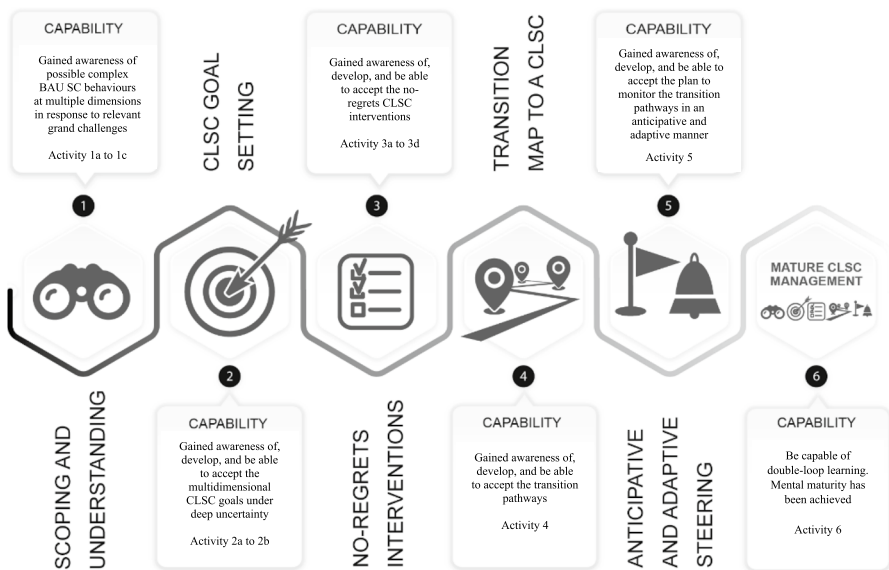 CAPABILITY
Gained awareness of
possible complex
BAU SC behaviours
at multiple dimensions
in response to relevant
grand challenges
Activity 1a to 1c
1
SCOPING AND
UNDERSTANDING
CLSC GOAL
SETTING
2
CAPABILITY
Gained awareness of,
develop, and be able
to accept the
multidimensional
CLSC goals under
deep uncertainty
Activity 2a to 2b
CAPABILITY
Gained awareness of,
develop, and be able
to accept the no-
regrets CLSC
interventions
Activity 3a to 3d
3
NO-REGRETS
INTERVENTIONS
TRANSITION
MAP TO A CLSC
4
CAPABILITY
Gained awareness of,
develop, and be able
to accept the transition
pathways
Activity 4
CAPABILITY
Gained awareness of,
develop, and be able to
accept the plan to
monitor the transition
pathways in an
anticipative and
adaptive manner
Activity 5
5
ANTICIPATIVE
AND ADAPTIVE
STEERING
MATURE CLSC
MANAGEMENT
6
CAPABILITY
Be capable of
double-loop learning.
Mental maturity has
been achieved
Activity 6